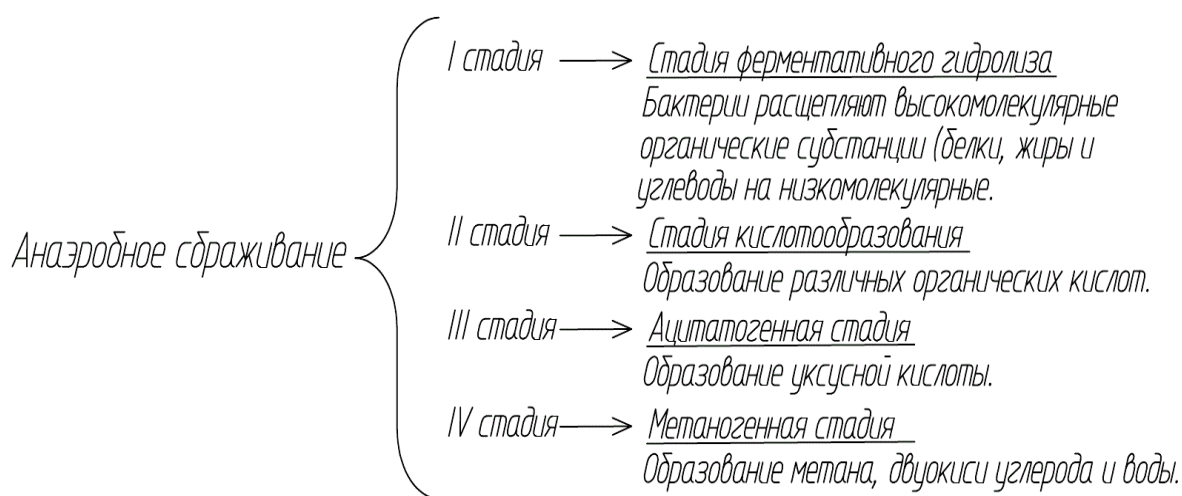 Анаэробное сбраживание
I стадия
Стадия ферментативного гидролиза
Бактерии расщепляют высокомолекулярные
органические субстанции (белки, жиры и
углеводы на низкомолекулярные.
II стадия
Стадия кислотообразования
Образование различных органических кислот.
III стадия
Ацитатогенная стадия
Образование уксусной кислоты.
IV стадия
Метаногенная стадия
Образование метана, двуокиси углерода и воды.